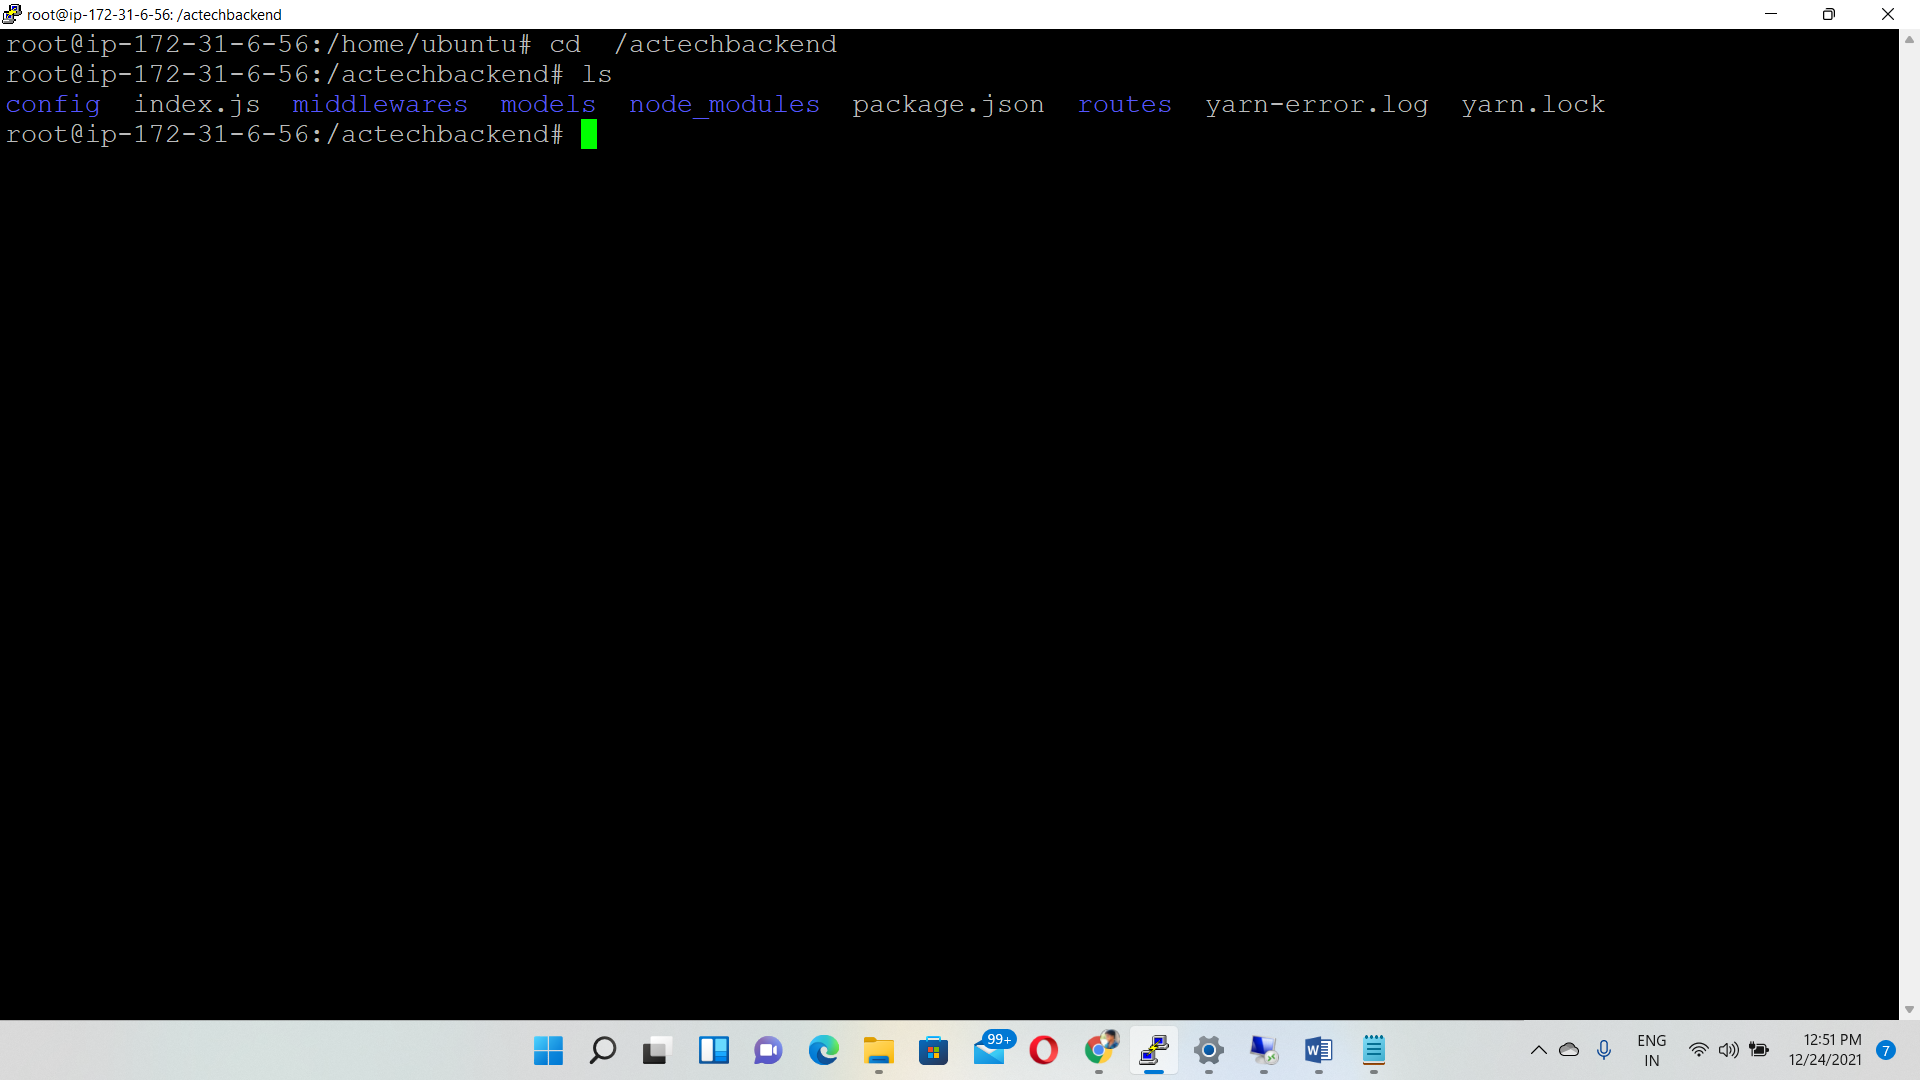 root@ip-172-31-6-56: /actechbackend
root@ip-172-31-6-56:/home/ubuntu# cd  /actechbackend
root@ip-172-31-6-56:/actechbackend# ls
config  index.js  middlewares  models  node_modules  package.json  routes  yarn-error.log  yarn.lock
root@ip-172-31-6-56:/actechbackend#
99+
ENG
IN
12:51 PM
12/24/2021
7